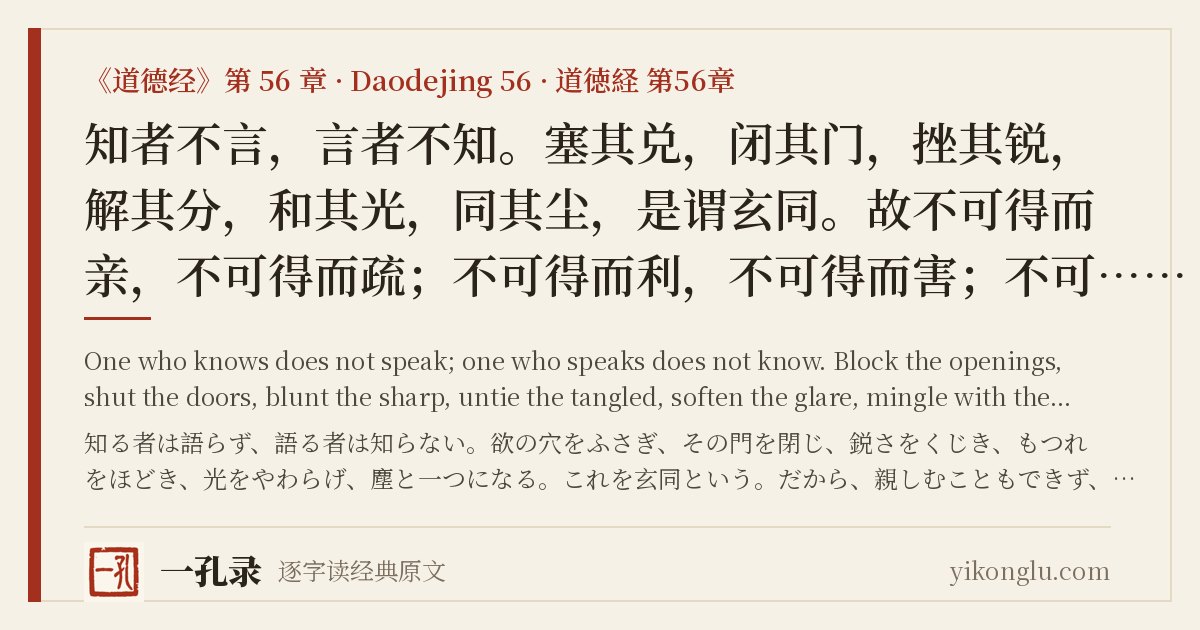 《道德经》第 56 章 · Daodejing 56 · 道徳経 第56章
知者不言，言者不知。塞其兑，闭其门，挫其锐，
解其分，和其光，同其尘，是谓玄同。故不可得而
亲，不可得而疏；不可得而利，不可得而害；不可……
One who knows does not speak; one who speaks does not know. Block the openings,
shut the doors, blunt the sharp, untie the tangled, soften the glare, mingle with the...
知る者は語らず、語る者は知らない。欲の穴をふさぎ、その門を閉じ、鋭さをくじき、もつれ
をほどき、光をやわらげ、塵と一つになる。これを玄同という。だから、親しむこともできず、…
一孔
一孔录 逐字读经典原文 yikonglu.com